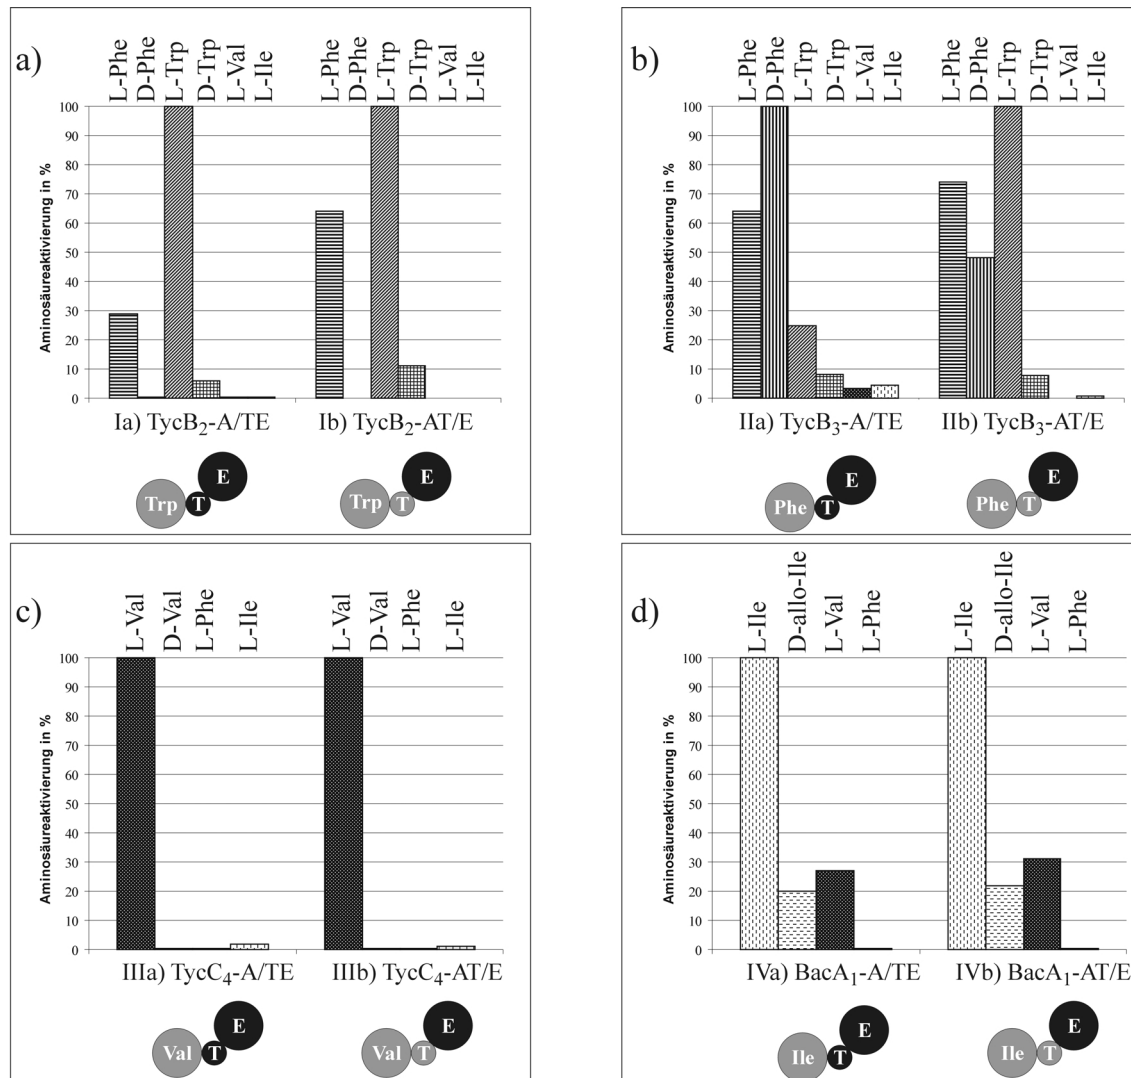 a)
L-Phe D-Phe L-Trp D-Trp L-Val L-Ile L-Phe D-Phe L-Trp D-Trp L-Val L-Ile
Aminosäureaktivierung in %
100
90
80
70
60
50
40
30
20
10
0
Ia) TycB2-A/TE Ib) TycB2-AT/E
Trp T E Trp T E
b)
L-Phe D-Phe L-Trp D-Trp L-Val L-Ile L-Phe D-Phe L-Trp D-Trp L-Val L-Ile
Aminosäureaktivierung in %
100
90
80
70
60
50
40
30
20
10
0
IIa) TycB3-A/TE IIb) TycB3-AT/E
Phe T E Phe T E
c)
L-Val D-Val L-Phe L-Ile L-Val D-Val L-Phe L-Ile
Aminosäureaktivierung in %
100
90
80
70
60
50
40
30
20
10
0
IIIa) TycC4-A/TE IIIb) TycC4-AT/E
Val T E Val T E
d)
L-Ile D-allo-Ile L-Val L-Phe L-Ile D-allo-Ile L-Val L-Phe
Aminosäureaktivierung in %
100
90
80
70
60
50
40
30
20
10
0
IVa) BacA1-A/TE IVb) BacA1-AT/E
Ile T E Ile T E